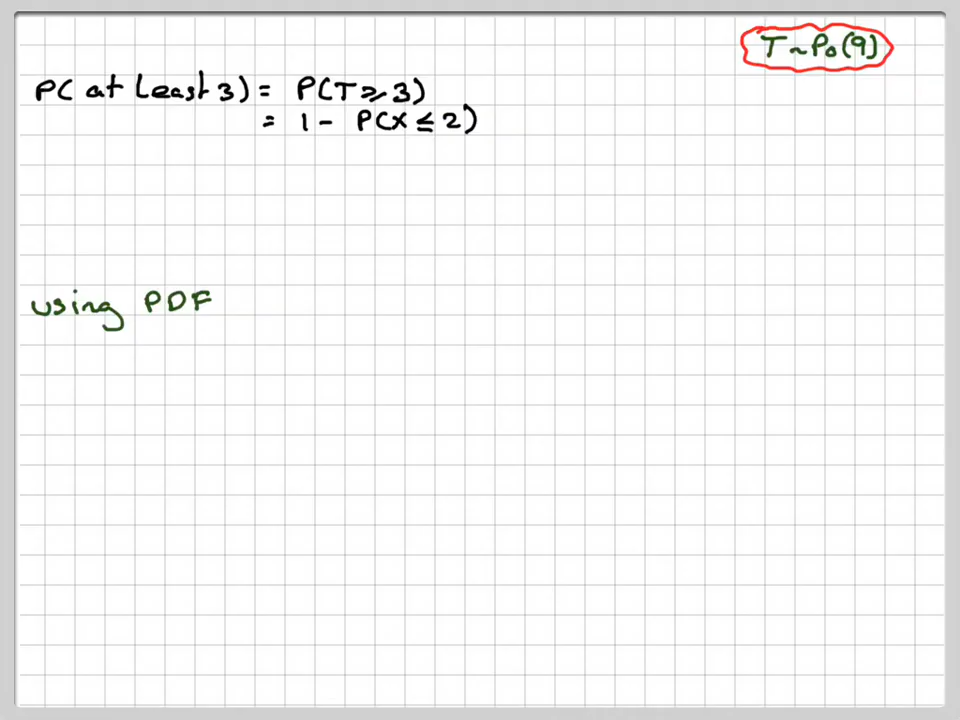 T ~ Po(9)
P( at least 3) = P(T ⩾ 3)
= 1 - P(X ≤ 2)
using PDF